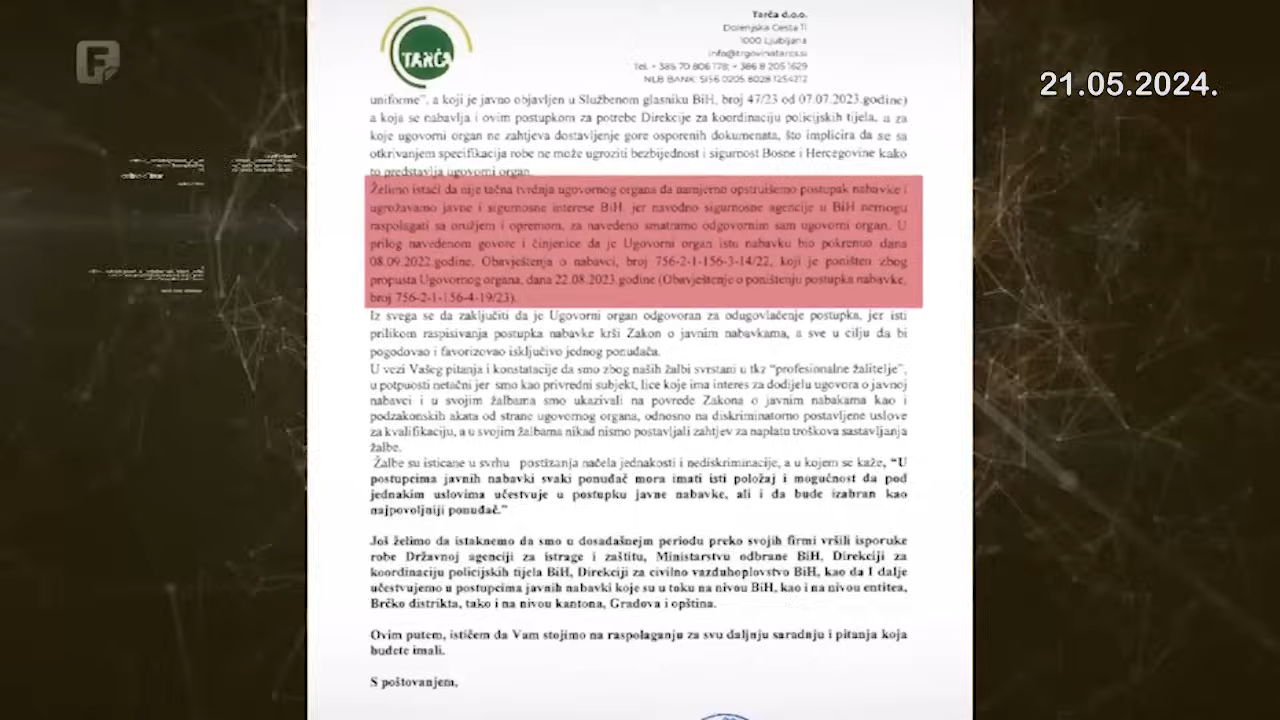 Tarča d.o.o.
Dolenjska Cesta 11
1000 Ljubljana
info@trgovinatarca.si
Tel. + 385 70 806 178; + 386 8 205 1629
NLB BANK: SI56 0205 8028 1254212
TARČA
F
21.05.2024.
uniforme”, a koji je javno objavljen u Službenom glasniku BiH, broj 47/23 od 07.07.2023.godine)
a koja se nabavlja i ovim postupkom za potrebe Direkcije za koordinaciju policijskih tijela, a za
koje ugovorni organ ne zahtjeva dostavljenje gore osporenih dokumenata, što implicira da se sa
otkrivanjem specifikacija robe ne može ugroziti bezbijednost i sigurnost Bosne i Hercegovine kako
to predstavlja ugovorni organ.
Želimo istaći da nije tačna tvrdnja ugovornog organa da namjerno opstruišemo postupak nabavke i
ugrožavamo javne i sigurnosne interese BiH, jer navodno sigurnosne agencije u BiH nemogu
raspolagati sa oružjem i opremom, za navedeno smatramo odgovornim sam ugovorni organ. U
prilog navedenom govore i činjenice da je Ugovorni organ istu nabavku bio pokrenuo dana
08.09.2022.godine, Obavještenja o nabavci, broj 756-2-1-156-3-14/22, koji je poništen zbog
propusta Ugovornog organa, dana 22.08.2023.godine (Obavještenje o poništenju postupka nabavke,
broj 756-2-1-156-4-19/23).
Iz svega se da zaključiti da je Ugovorni organ odgovoran za odugovlačenje postupka, jer isti
prilikom raspisivanja postupka nabavke krši Zakon o javnim nabavkama, a sve u cilju da bi
pogodovao i favorizovao isključivo jednog ponuđača.
U vezi Vašeg pitanja i konstatacije da smo zbog naših žalbi svrstani u tkz “profesionalne žalitelje”,
u potpuosti netačni jer smo kao privredni subjekt, lice koje ima interes za dodijelu ugovora o javnoj
nabavci i u svojim žalbama smo ukazivali na povrede Zakona o javnim nabakama kao i
podzakonskih akata od strane ugovornog organa, odnosno na diskriminatorno postavljene uslove
za kvalifikaciju, a u svojim žalbama nikad nismo postavljali zahtjev za naplatu troškova sastavljanja
žalbe.
Žalbe su isticane u svrhu postizanja načela jednakosti i nediskriminacije, a u kojem se kaže, “U
postupcima javnih nabavki svaki ponuđač mora imati isti položaj i mogućnost da pod
jednakim uslovima učestvuje u postupku javne nabavke, ali i da bude izabran kao
najpovoljniji ponuđač.”
Još želimo da istaknemo da smo u dosadašnjem periodu preko svojih firmi vršili isporuke
robe Državnoj agenciji za istrage i zaštitu, Ministarstvu odbrane BiH, Direkciji za
koordinaciju policijskih tijela BiH, Direkciji za civilno vazduhoplovstvo BiH, kao da I dalje
učestvujemo u postupcima javnih nabavki koje su u toku na nivou BiH, kao i na nivou entitea,
Brčko distrikta, tako i na nivou kantona, Gradova i opština.
Ovim putem, ističem da Vam stojimo na raspolaganju za svu daljnju saradnju i pitanja koja
budete imali.
S poštovanjem,